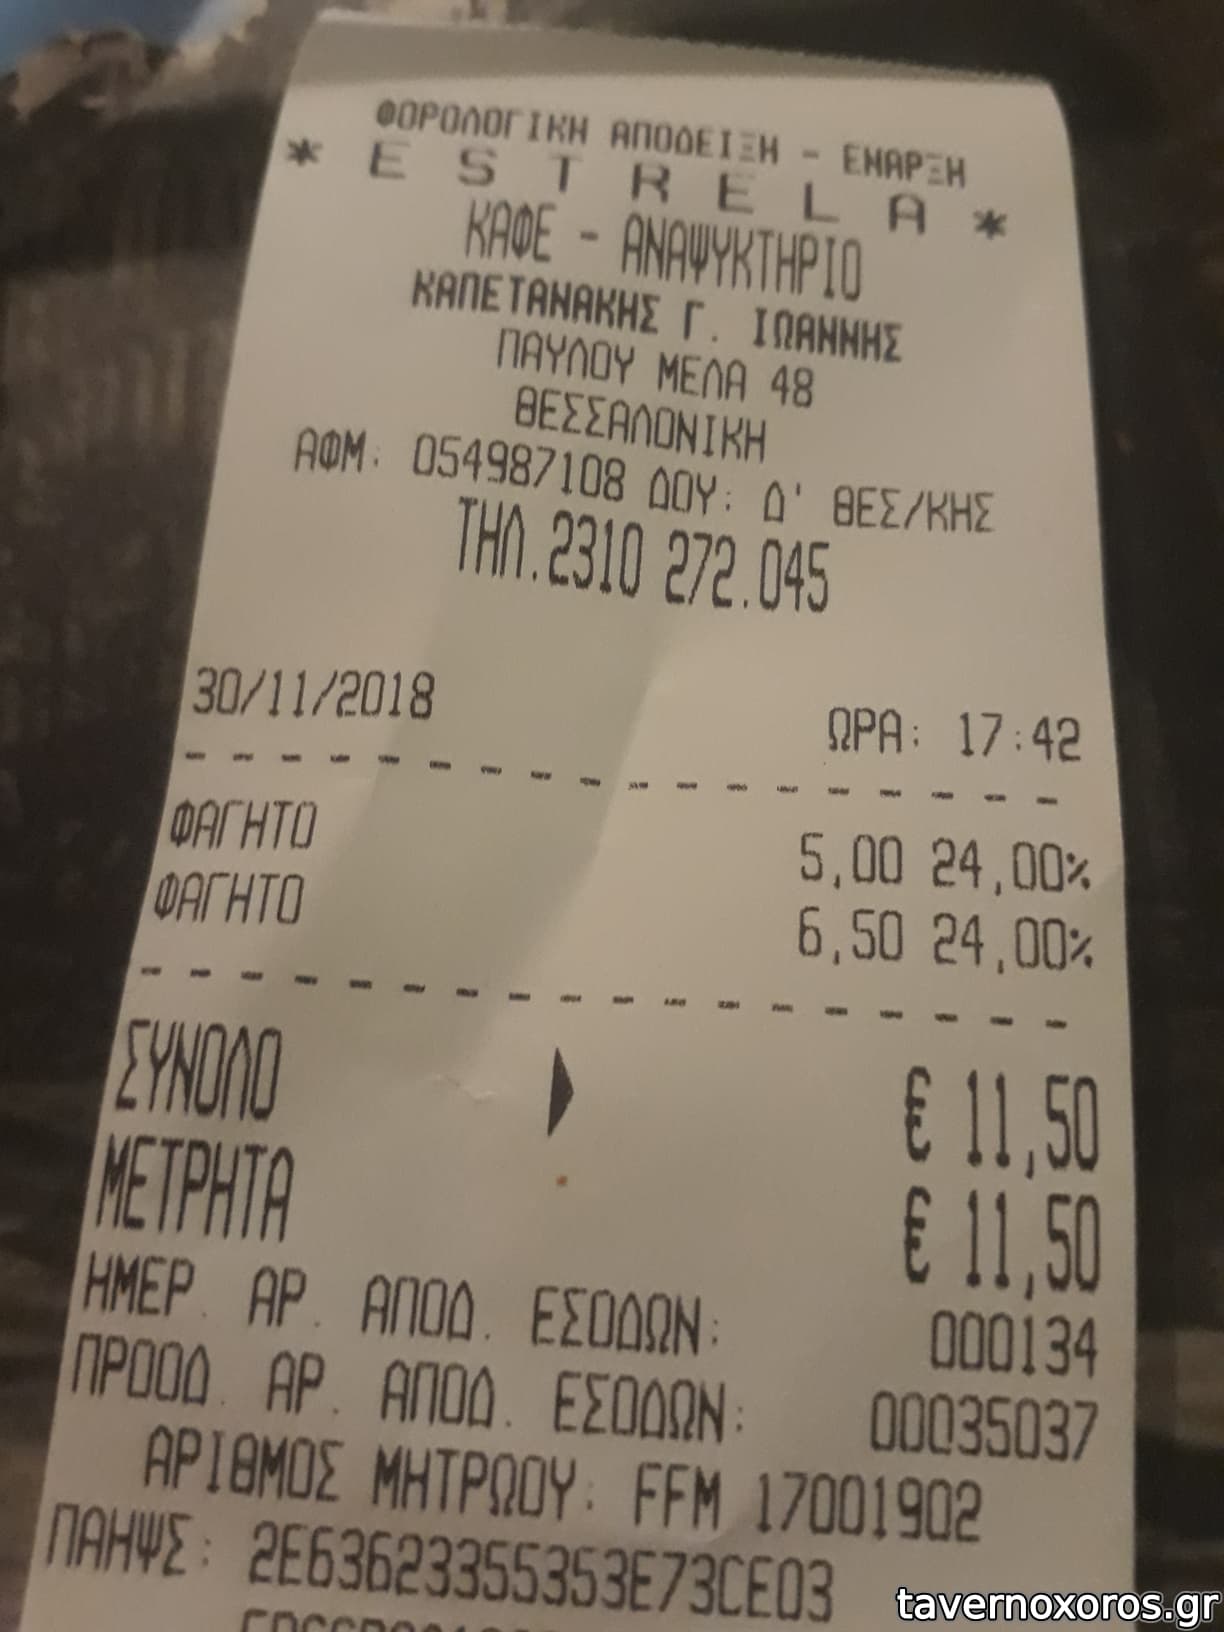 ΦΟΡΟΛΟΓΙΚΗ ΑΠΟΔΕΙΞΗ - ΕΝΑΡΞΗ
* E S T R E L A *
ΚΑΦΕ - ΑΝΑΨΥΚΤΗΡΙΟ
ΚΑΠΕΤΑΝΑΚΗΣ Γ. ΙΩΑΝΝΗΣ
ΠΑΥΛΟΥ ΜΕΛΑ 48
ΘΕΣΣΑΛΟΝΙΚΗ
ΑΦΜ: 054987108 ΔΟΥ: Δ' ΘΕΣ/ΚΗΣ
ΤΗΛ.2310 272.045
30/11/2018 ΩΡΑ: 17:42
ΦΑΓΗΤΟ 5,00 24,00%
ΦΑΓΗΤΟ 6,50 24,00%
ΣΥΝΟΛΟ € 11,50
ΜΕΤΡΗΤΑ € 11,50
ΗΜΕΡ. ΑΡ. ΑΠΟΔ. ΕΣΟΔΩΝ: 000134
ΠΡΟΟΔ. ΑΡ. ΑΠΟΔ. ΕΣΟΔΩΝ: 00035037
ΑΡΙΘΜΟΣ ΜΗΤΡΩΟΥ: FFM 17001902
ΠΑΗΨΣ: 2E63623355353E73CE03
tavernoxoros.gr